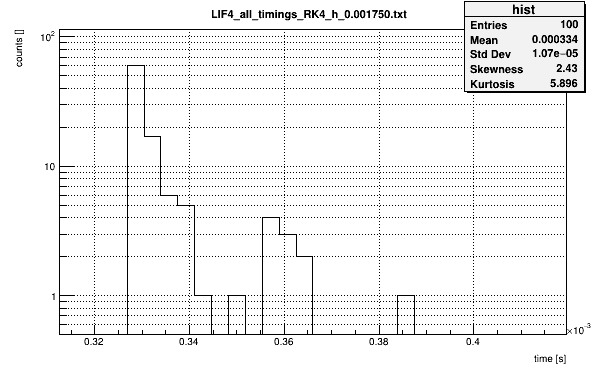 LIF4_all_timings_RK4_h_0.001750.txt
hist
Entries 100
Mean 0.000334
Std Dev 1.07e−05
Skewness 2.43
Kurtosis 5.896
counts []
10²
10
1
0.32 0.34 0.36 0.38 0.4
×10⁻³
time [s]